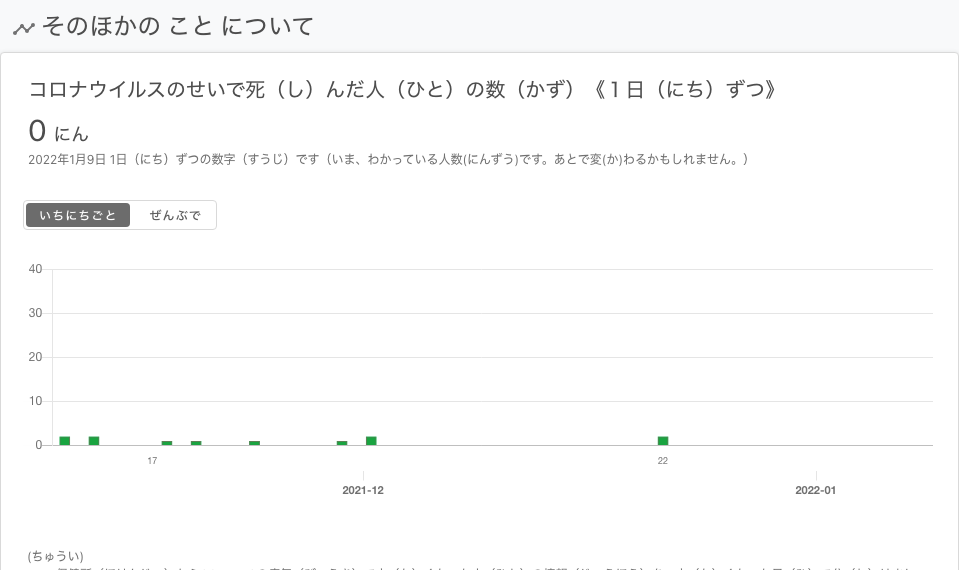 そのほかの こと について
コロナウイルスのせいで死（し）んだ人（ひと）の数（かず）《１日（にち）ずつ》
0 にん
2022年1月9日 1日（にち）ずつの数字（すうじ）です（いま、わかっている人数(にんずう)です。あとで変(か)わるかもしれません。）
いちにちごと ぜんぶで
40
30
20
10
0
17 22
2021-12 2022-01
(ちゅうい)